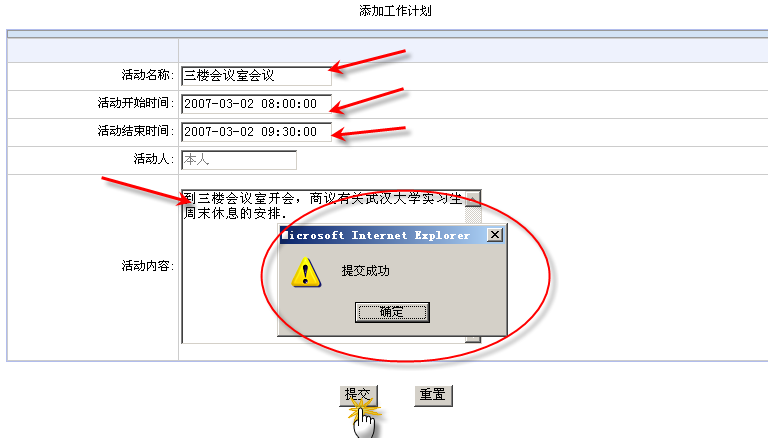 添加工作计划
活动名称: 三楼会议室会议
活动开始时间: 2007-03-02 08:00:00
活动结束时间: 2007-03-02 09:30:00
活动人: 本人
活动内容:
到三楼会议室开会，商议有关武汉大学实习生
周末休息的安排.
Microsoft Internet Explorer
提交成功
确定
提交 重置